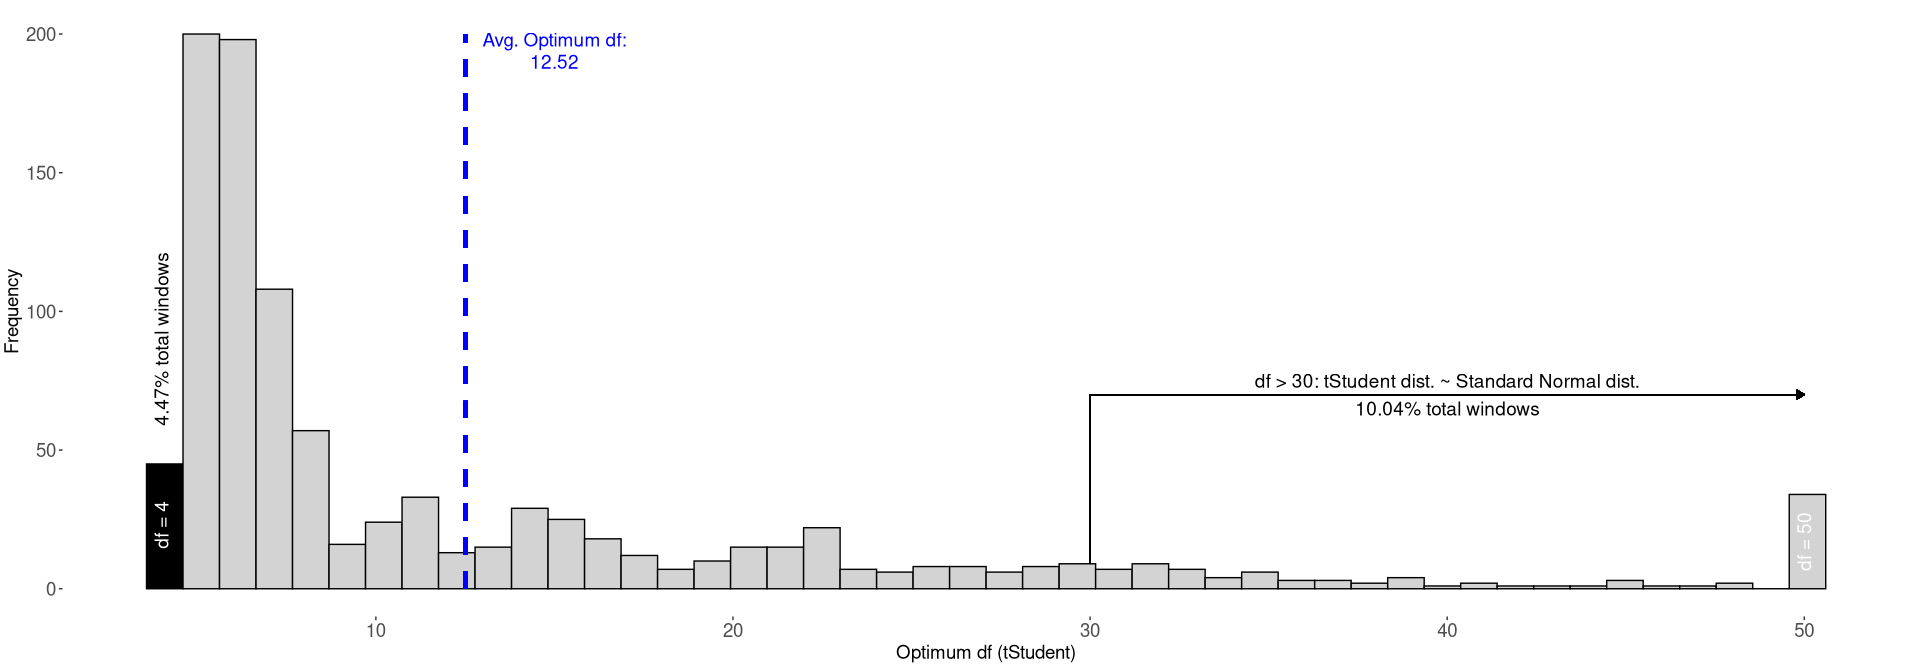 200
150
100
50
0
Frequency
4.47% total windows
df = 4
Avg. Optimum df:
12.52
df > 30: tStudent dist. ~ Standard Normal dist.
10.04% total windows
df = 50
10
20
30
40
50
Optimum df (tStudent)